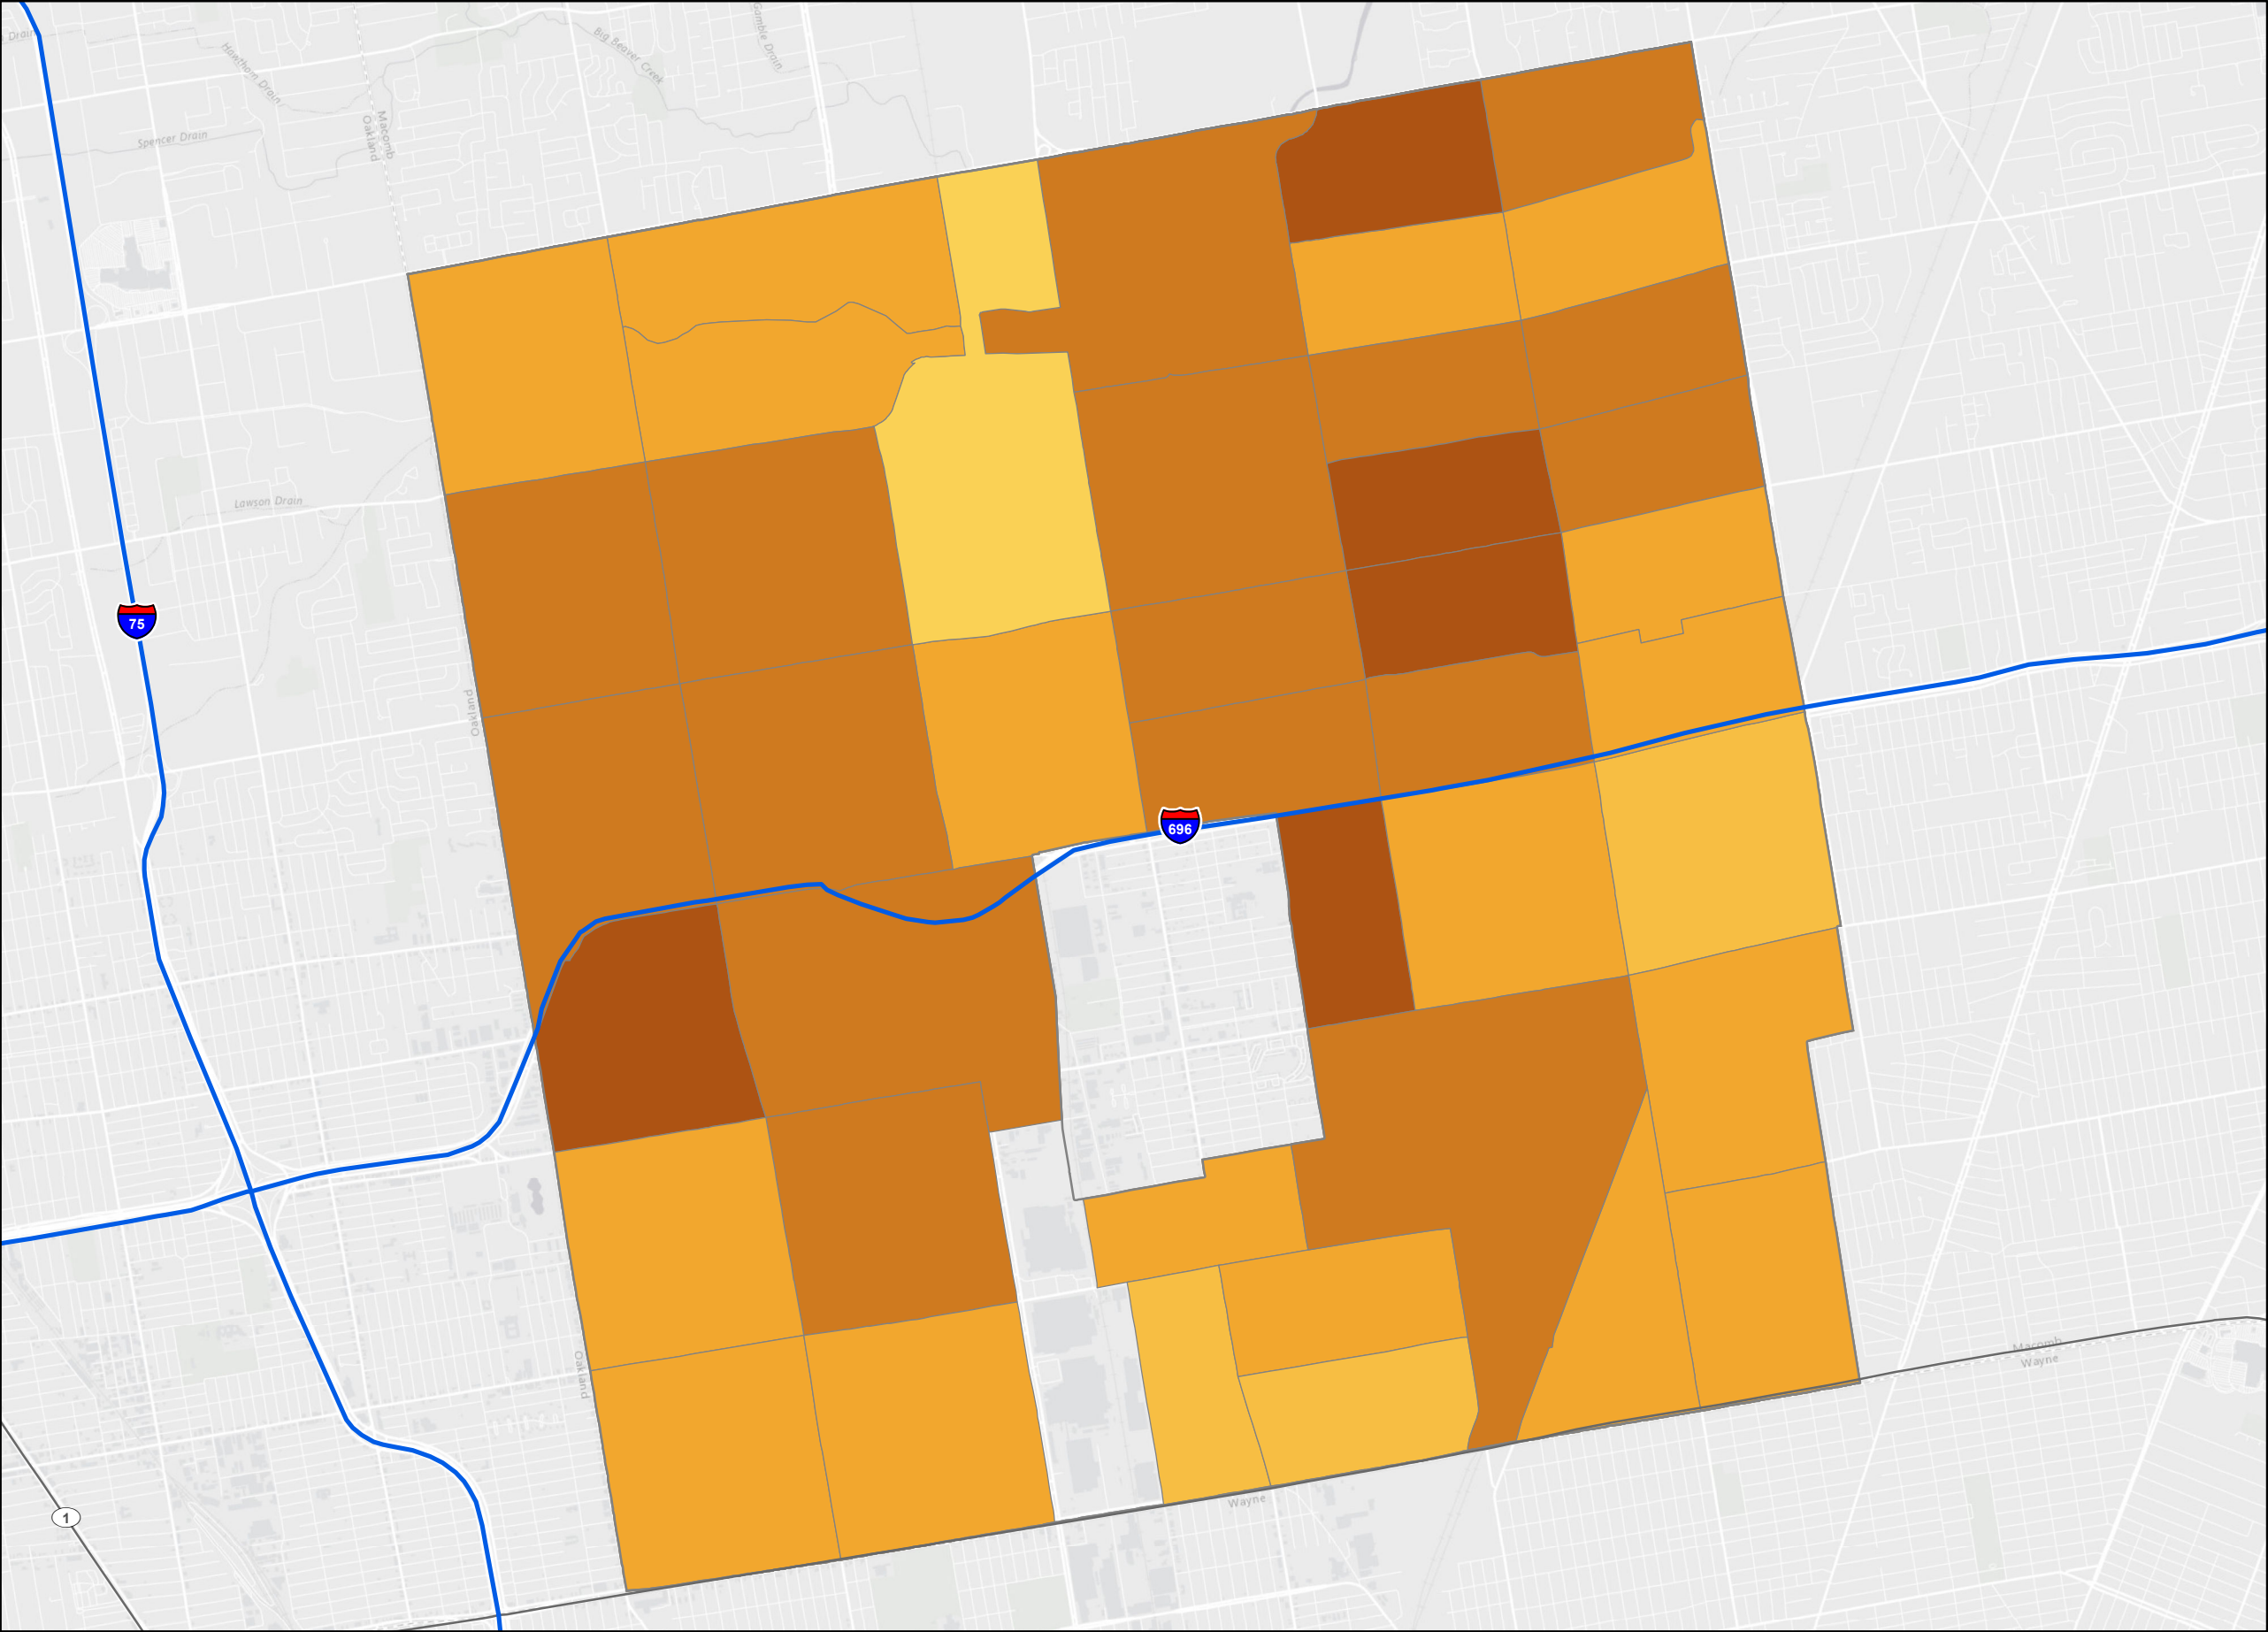 Drain
Hawthorn Drain
Big Beaver Creek
Gamble Drain
Spencer Drain
Macomb
Oakland
Lawson Drain
75
Oakland
696
Oakland
Macomb
Wayne
Wayne
1